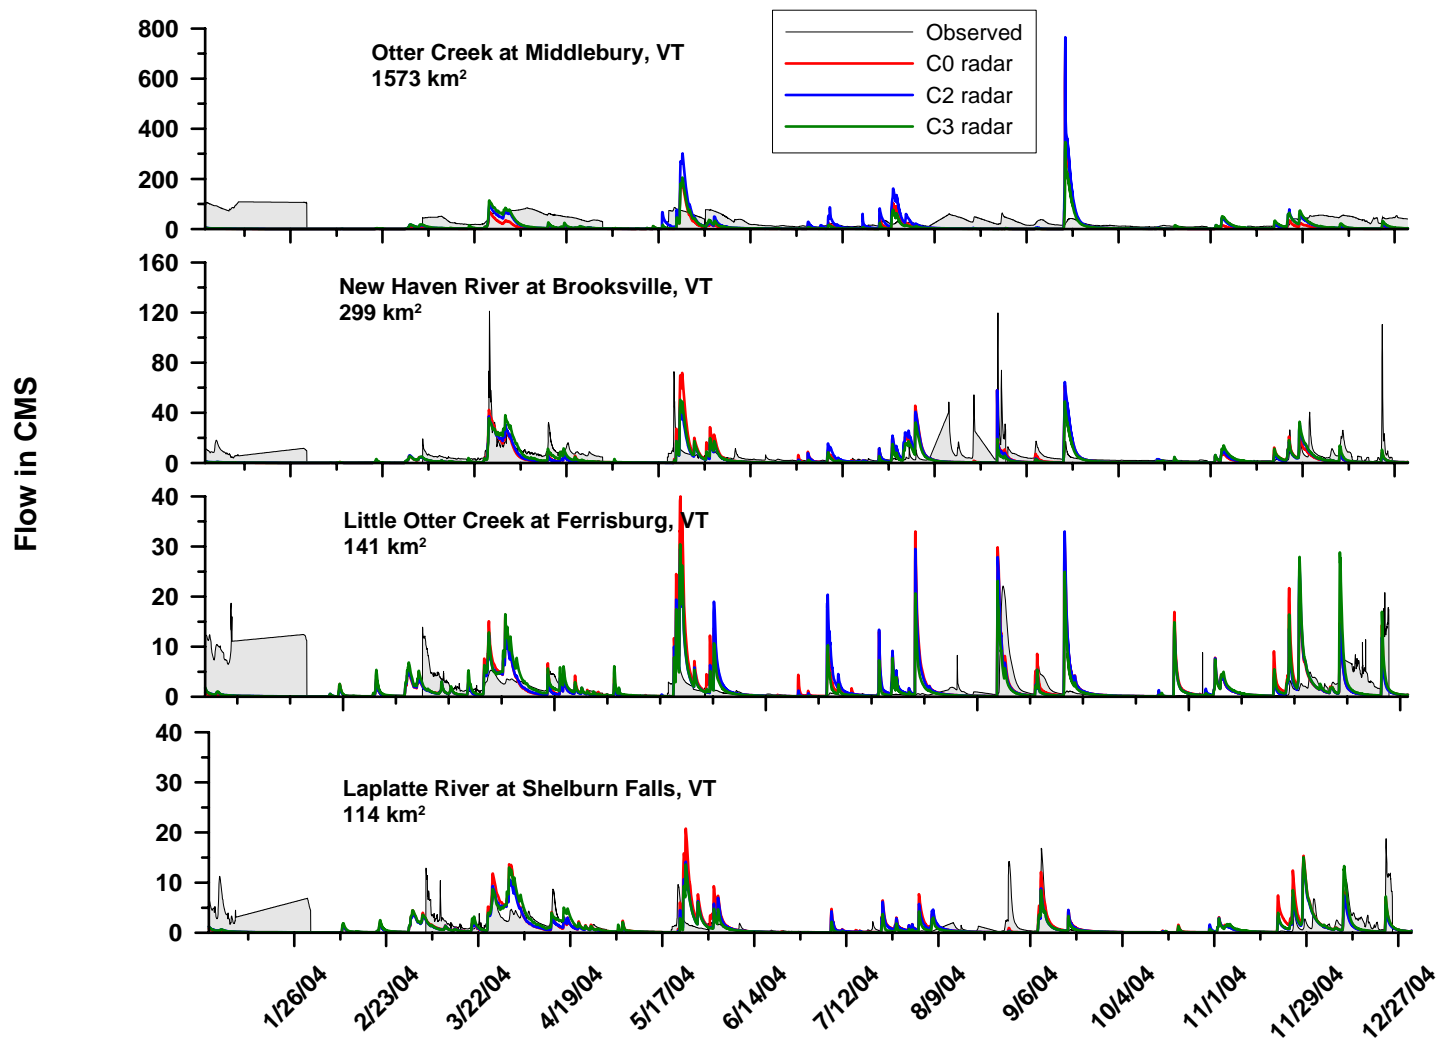 800
600
400
200
0
Otter Creek at Middlebury, VT
1573 km²
Observed
C0 radar
C2 radar
C3 radar
160
120
80
40
0
New Haven River at Brooksville, VT
299 km²
Flow in CMS
40
30
20
10
0
Little Otter Creek at Ferrisburg, VT
141 km²
40
30
20
10
0
Laplatte River at Shelburn Falls, VT
114 km²
1/26/04
2/23/04
3/22/04
4/19/04
5/17/04
6/14/04
7/12/04
8/9/04
9/6/04
10/4/04
11/1/04
11/29/04
12/27/04